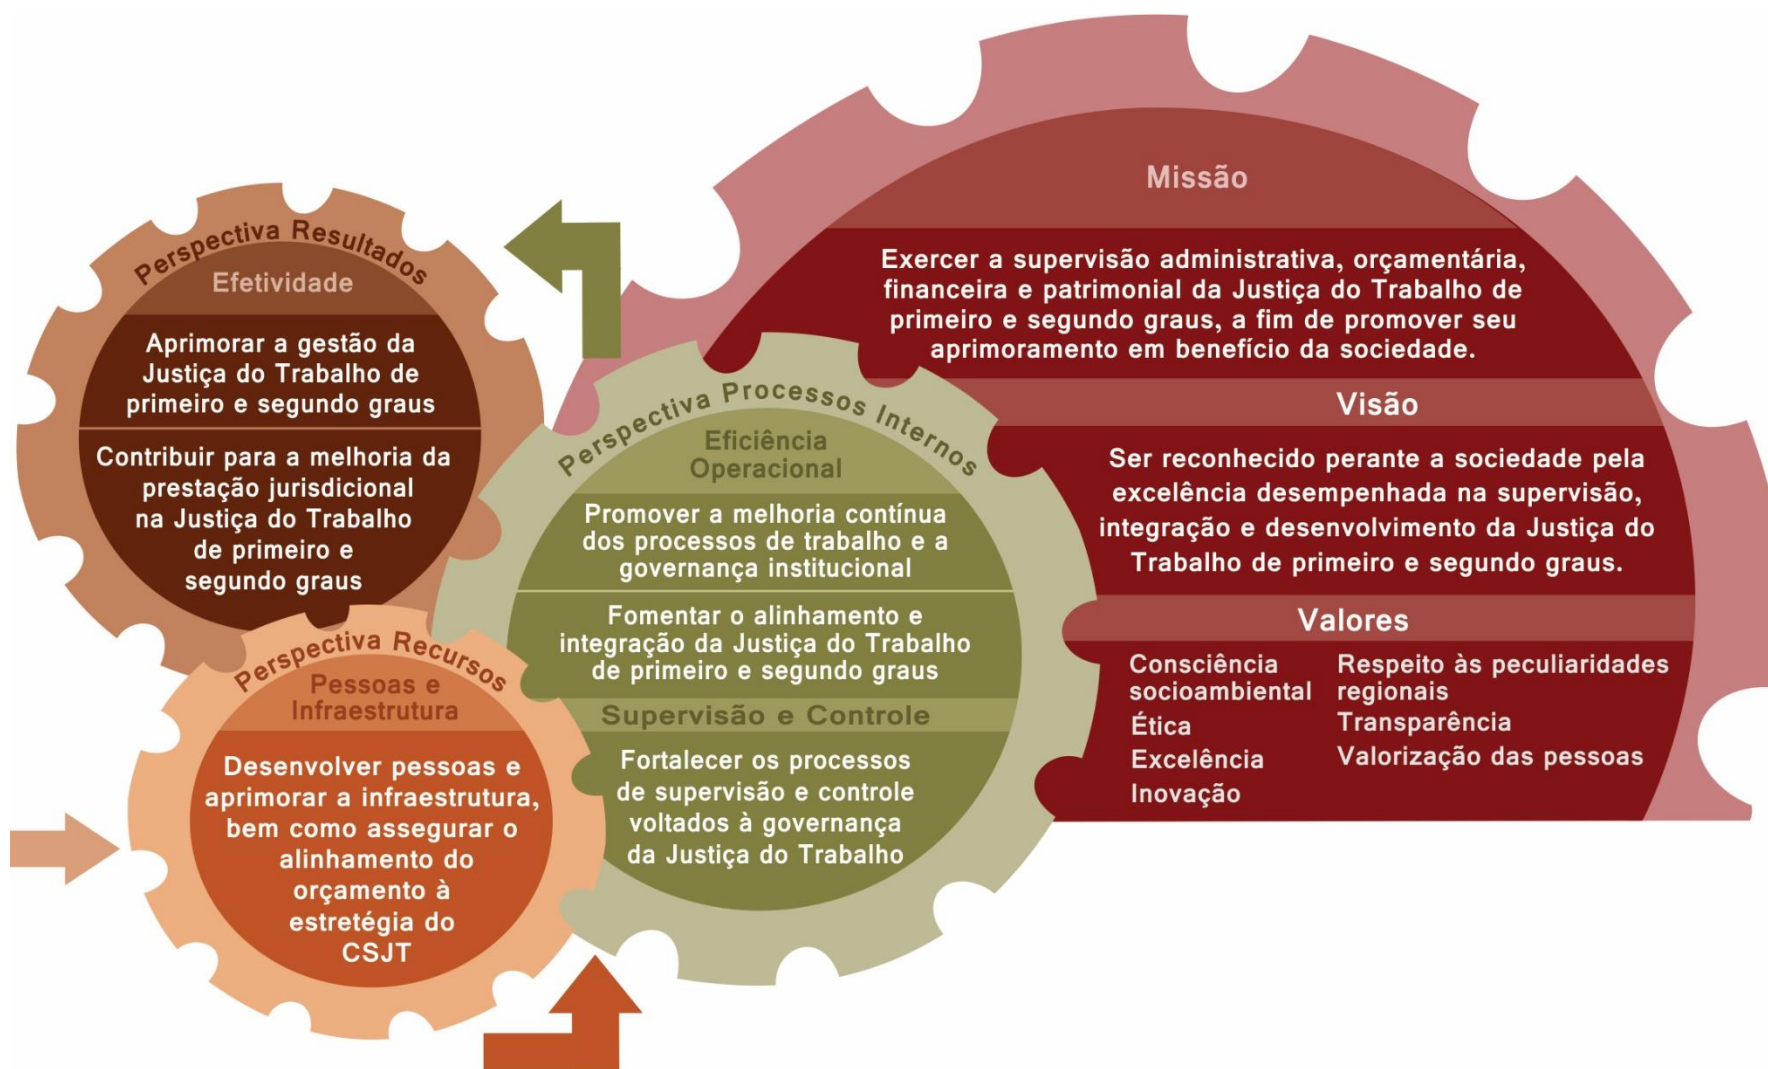 Missão
Exercer a supervisão administrativa, orçamentária,
financeira e patrimonial da Justiça do Trabalho de
primeiro e segundo graus, a fim de promover seu
aprimoramento em benefício da sociedade.
Visão
Ser reconhecido perante a sociedade pela
excelência desempenhada na supervisão,
integração e desenvolvimento da Justiça do
Trabalho de primeiro e segundo graus.
Valores
Consciência
socioambiental
Ética
Excelência
Inovação
Respeito às peculiaridades
regionais
Transparência
Valorização das pessoas
Perspectiva Resultados
Efetividade
Aprimorar a gestão da
Justiça do Trabalho de
primeiro e segundo graus
Contribuir para a melhoria da
prestação jurisdicional
na Justiça do Trabalho
de primeiro e
segundo graus
Perspectiva Processos Internos
Eficiência
Operacional
Promover a melhoria contínua
dos processos de trabalho e a
governança institucional
Fomentar o alinhamento e
integração da Justiça do Trabalho
de primeiro e segundo graus
Supervisão e Controle
Fortalecer os processos
de supervisão e controle
voltados à governança
da Justiça do Trabalho
Perspectiva Recursos
Pessoas e
Infraestrutura
Desenvolver pessoas e
aprimorar a infraestrutura,
bem como assegurar o
alinhamento do
orçamento à
estretégia do
CSJT